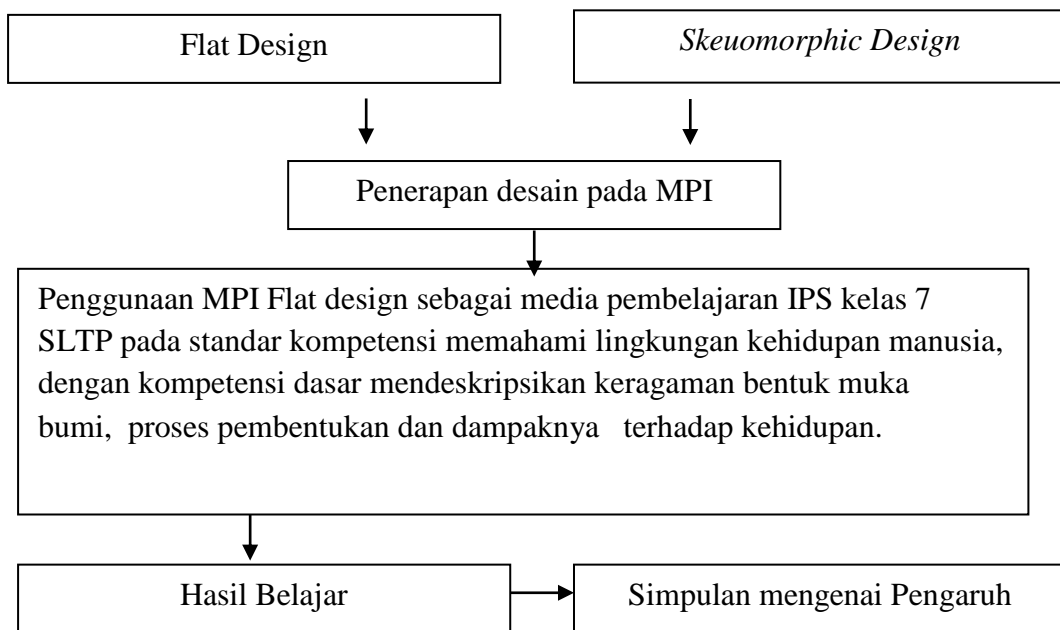 Flat Design
Skeuomorphic Design
Penerapan desain pada MPI
Penggunaan MPI Flat design sebagai media pembelajaran IPS kelas 7
SLTP pada standar kompetensi memahami lingkungan kehidupan manusia,
dengan kompetensi dasar mendeskripsikan keragaman bentuk muka
bumi, proses pembentukan dan dampaknya terhadap kehidupan.
Hasil Belajar
Simpulan mengenai Pengaruh